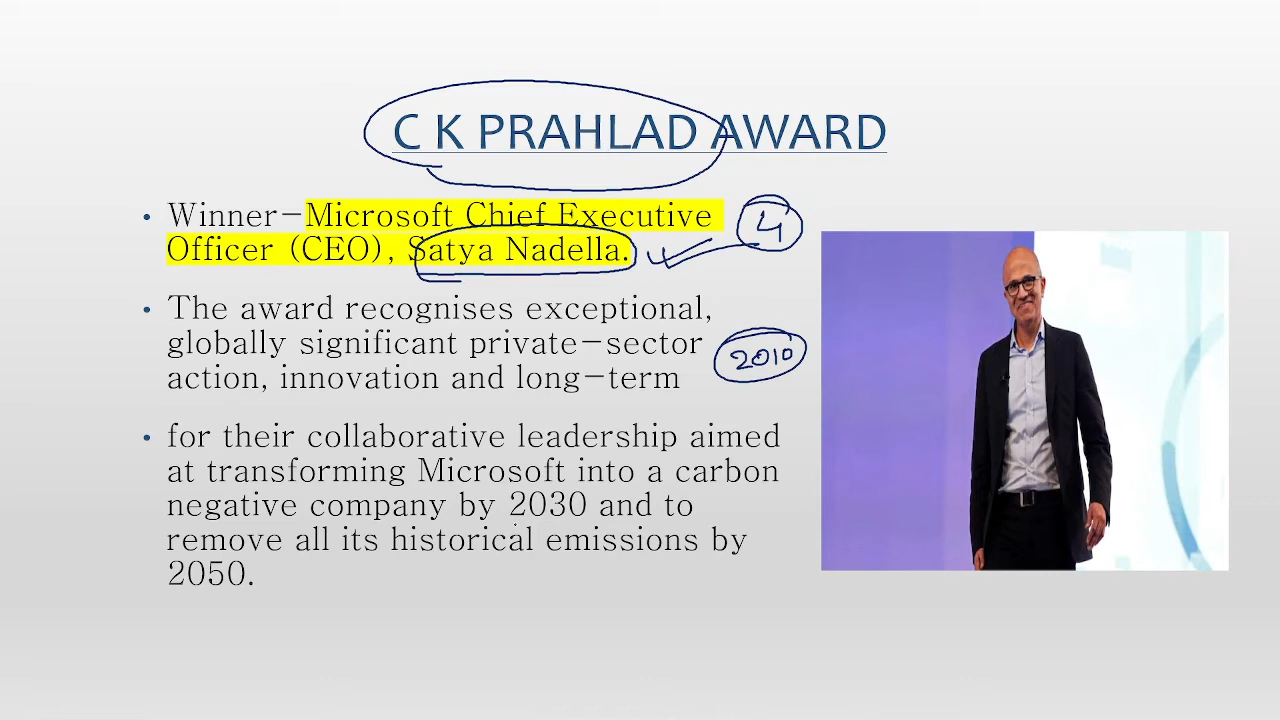 C K PRAHLAD AWARD
• Winner-Microsoft Chief Executive
Officer (CEO), Satya Nadella.
4
• The award recognises exceptional,
globally significant private-sector
action, innovation and long-term
2010
• for their collaborative leadership aimed
at transforming Microsoft into a carbon
negative company by 2030 and to
remove all its historical emissions by
2050.